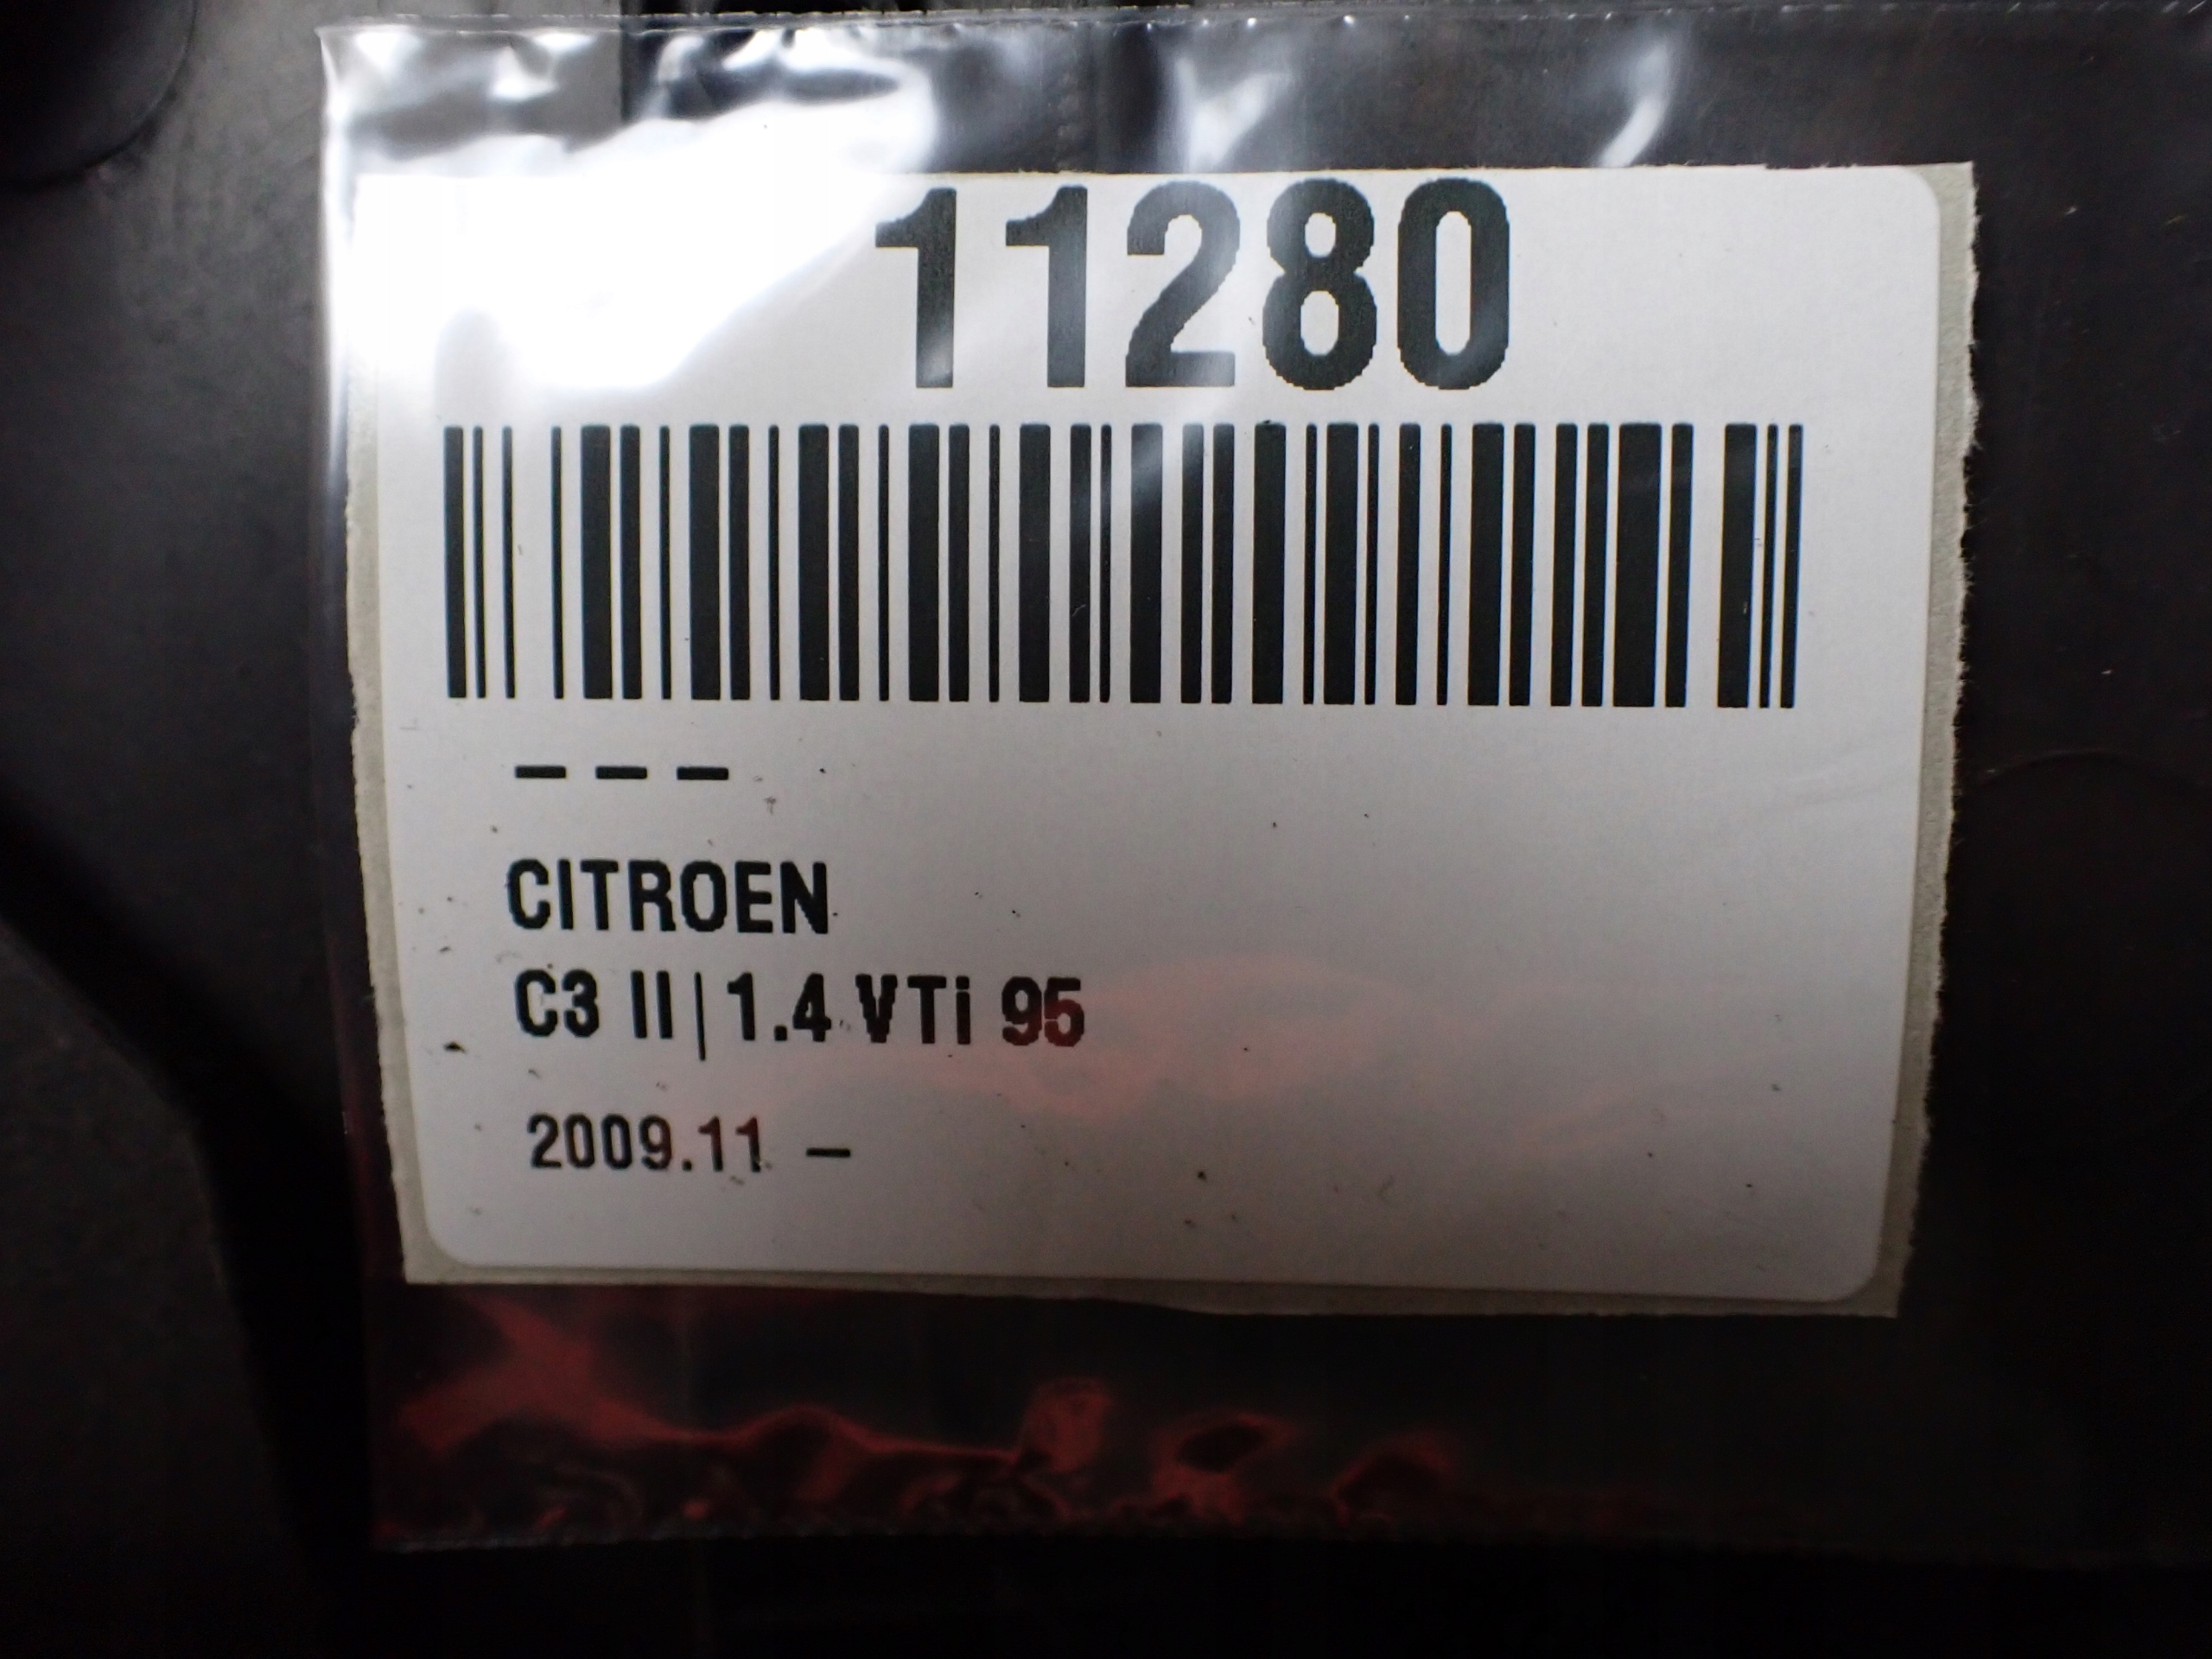 11280
---
CITROEN
C3 II|1.4 VTi 95
2009.11 –